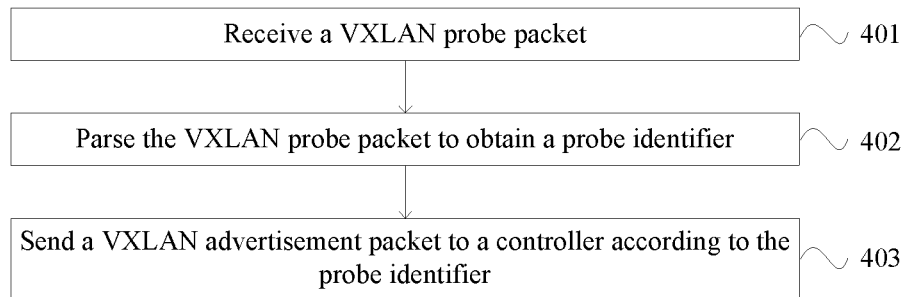 Receive a VXLAN probe packet
401
Parse the VXLAN probe packet to obtain a probe identifier
402
Send a VXLAN advertisement packet to a controller according to the
probe identifier
403